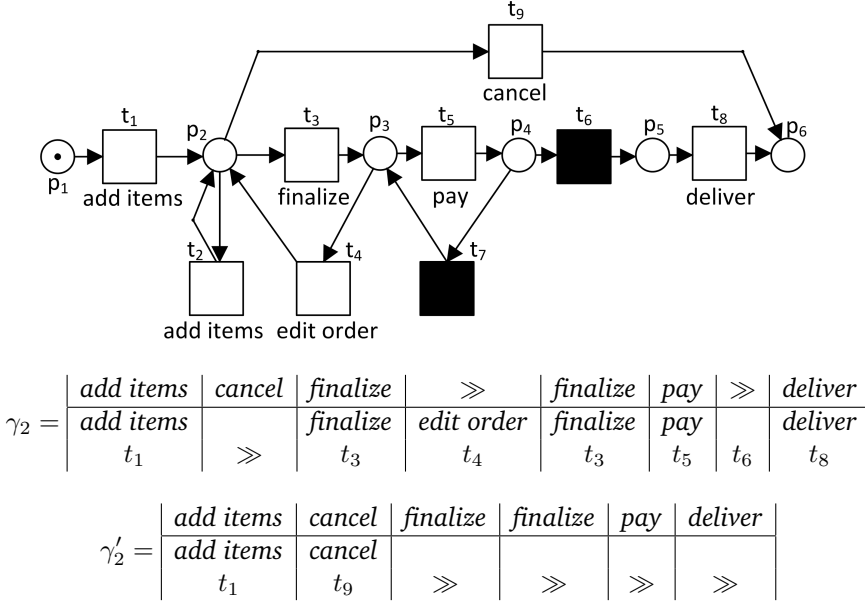 t₉
cancel
t₁ p₂ t₃ p₃ t₅ p₄ t₆ p₅ t₈ p₆
p₁ add items finalize pay deliver
t₂ t₄ t₇
add items edit order
γ₂ = | add items | cancel | finalize | ≫ | finalize | pay | ≫ | deliver
add items | | finalize | edit order | finalize | pay | | deliver
t₁ | ≫ | t₃ | t₄ | t₃ | t₅ | t₆ | t₈
γ′₂ = | add items | cancel | finalize | finalize | pay | deliver |
add items | cancel | | | | |
t₁ | t₉ | ≫ | ≫ | ≫ | ≫ |